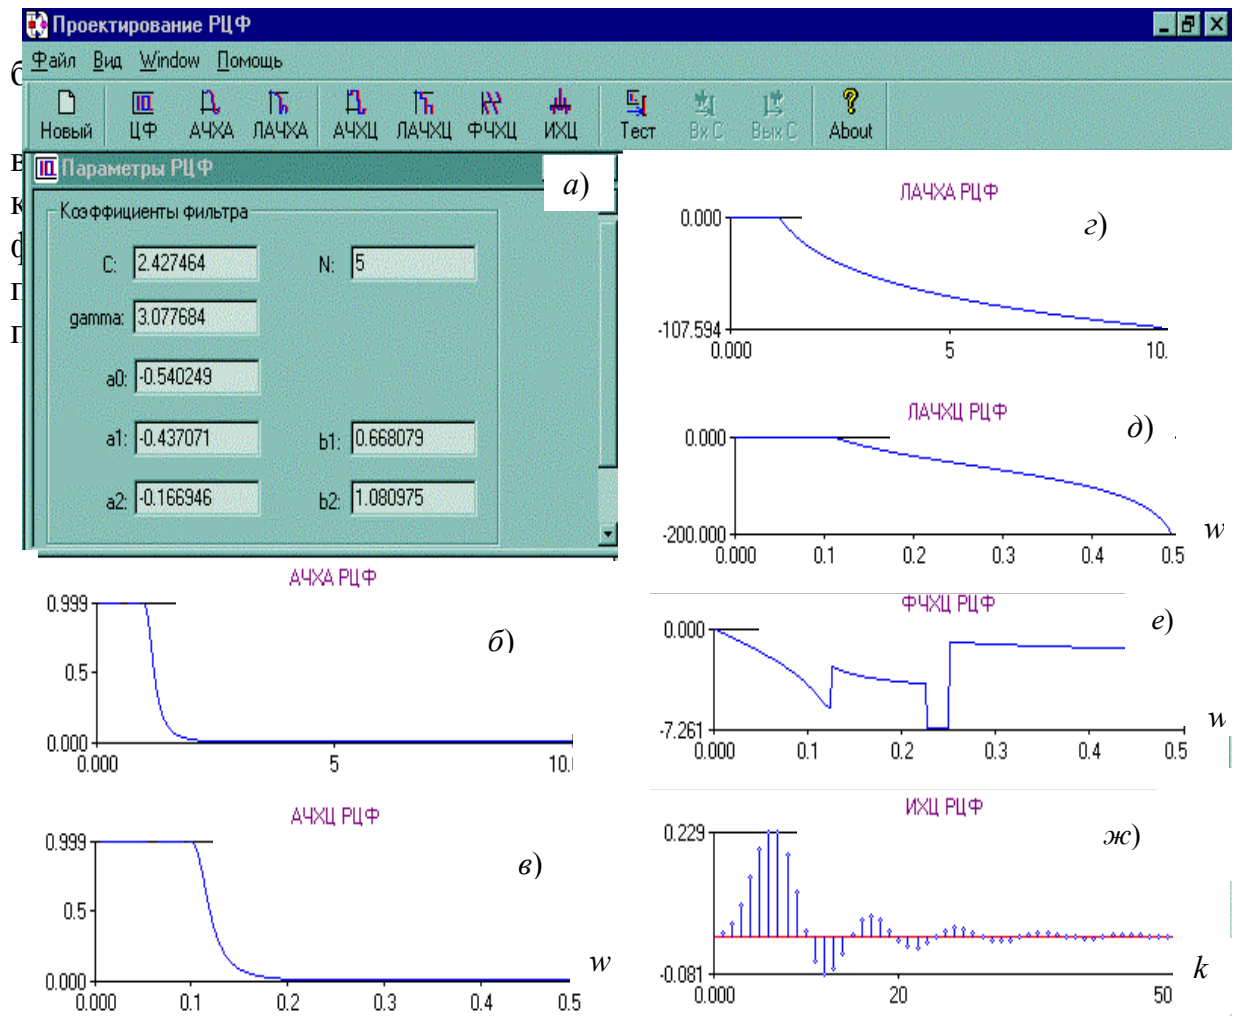 Проектирование РЦФ
Файл Вид Window Помощь
Новый ЦФ АЧХА ЛАЧХА АЧХЦ ЛАЧХЦ ФЧХЦ ИХЦ Тест Вх С Вых С About
Параметры РЦФ
а)
Коэффициенты фильтра
C: 2.427464 N: 5
gamma: 3.077684
a0: -0.540249
a1: -0.437071 b1: 0.668079
a2: -0.166946 b2: 1.080975
ЛАЧХА РЦФ
г)
0.000
-107.594
0.000 5 10.
ЛАЧХЦ РЦФ
д)
0.000
-200.000
0.000 0.1 0.2 0.3 0.4 0.5
w
АЧХА РЦФ
б)
0.999
0.5
0.000
0.000 5 10.
ФЧХЦ РЦФ
е)
0.000
-7.261
0.000 0.1 0.2 0.3 0.4 0.5
w
АЧХЦ РЦФ
в)
0.999
0.5
0.000
0.000 0.1 0.2 0.3 0.4 0.5
w
ИХЦ РЦФ
ж)
0.229
-0.081
0.000 20 50
k